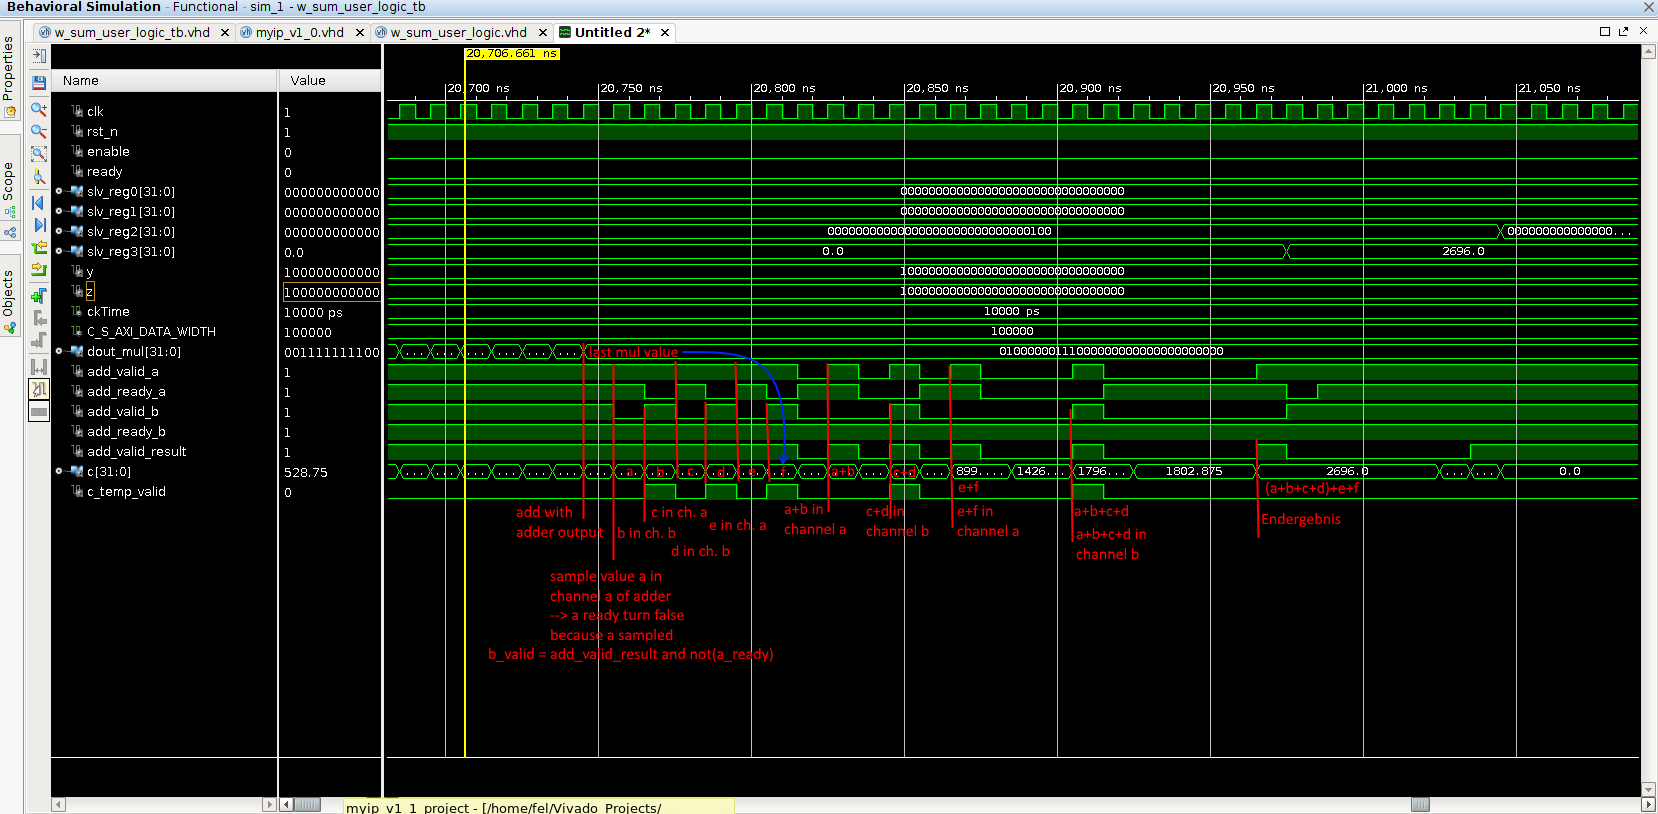 Behavioral Simulation - Functional - sim_1 - w_sum_user_logic_tb
Properties
Scope
Objects
w_sum_user_logic_tb.vhd
myip_v1_0.vhd
w_sum_user_logic.vhd
Untitled 2*
20,706.661 ns
Name Value
20,700 ns 20,750 ns 20,800 ns 20,850 ns 20,900 ns 20,950 ns 21,000 ns 21,050 ns
clk 1
rst_n 1
enable 0
ready 0
slv_reg0[31:0] 000000000000 00000000000000000000000000000000
slv_reg1[31:0] 000000000000 00000000000000000000000000000000
slv_reg2[31:0] 000000000000 00000000000000000000000000000100 000000000000000...
slv_reg3[31:0] 0.0 0.0 2696.0
y 100000000000 10000000000000000000000000000000
z 100000000000 10000000000000000000000000000000
ckTime 10000 ps 10000 ps
C_S_AXI_DATA_WIDTH 100000 100000
dout_mul[31:0] 001111111100 ... ... ... ... ... ... last mul value 01000000111000000000000000000000
add_valid_a 1
add_ready_a 1
add_valid_b 1
add_ready_b 1
add_valid_result 1
c[31:0] 528.75 ... ... ... ... ... ... ... a b c d e f ... a+b ... c+d ... 899... 1426... 1796... 1802.875 2696.0 ... ... 0.0
c_temp_valid 0
e+f
(a+b+c+d)+e+f
add with
adder output
b in ch. b
c in ch. a
d in ch. b
e in ch. a
a+b in
channel a
c+d in
channel b
e+f in
channel a
a+b+c+d
a+b+c+d in
channel b
Endergebnis
sample value a in
channel a of adder
--> a ready turn false
because a sampled
b_valid = add_valid_result and not(a_ready)
myip_v1_1_project - [/home/fel/Vivado_Projects/